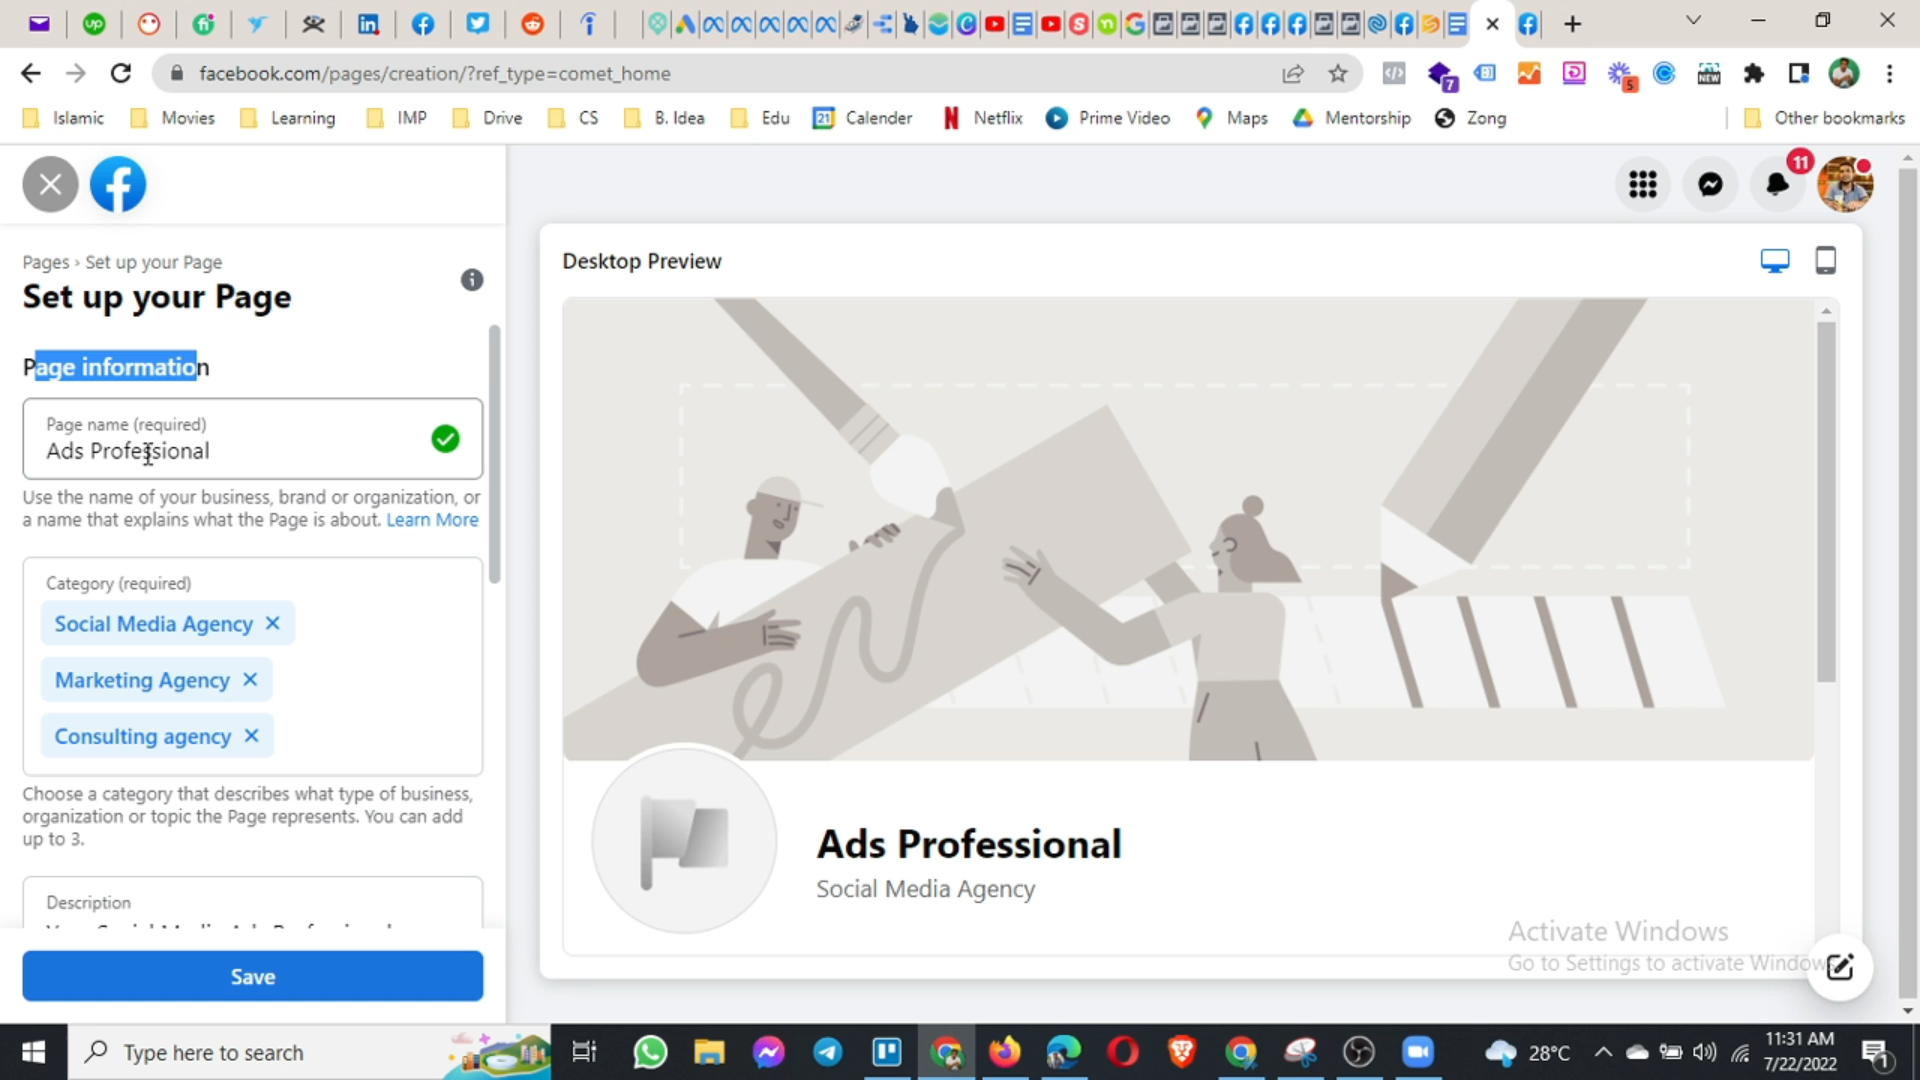 facebook.com/pages/creation/?ref_type=comet_home
7
5
NEW
Islamic
Movies
Learning
IMP
Drive
CS
B. Idea
Edu
Calender
Netflix
Prime Video
Maps
Mentorship
Zong
Other bookmarks
11
Pages › Set up your Page
Set up your Page
Page information
Page name (required)
Ads Professional
Use the name of your business, brand or organization, or
a name that explains what the Page is about. Learn More
Category (required)
Social Media Agency
Marketing Agency
Consulting agency
Choose a category that describes what type of business,
organization or topic the Page represents. You can add
up to 3.
Description
Save
Desktop Preview
Ads Professional
Social Media Agency
Activate Windows
Go to Settings to activate Windows
Type here to search
28°C
11:31 AM
7/22/2022
1